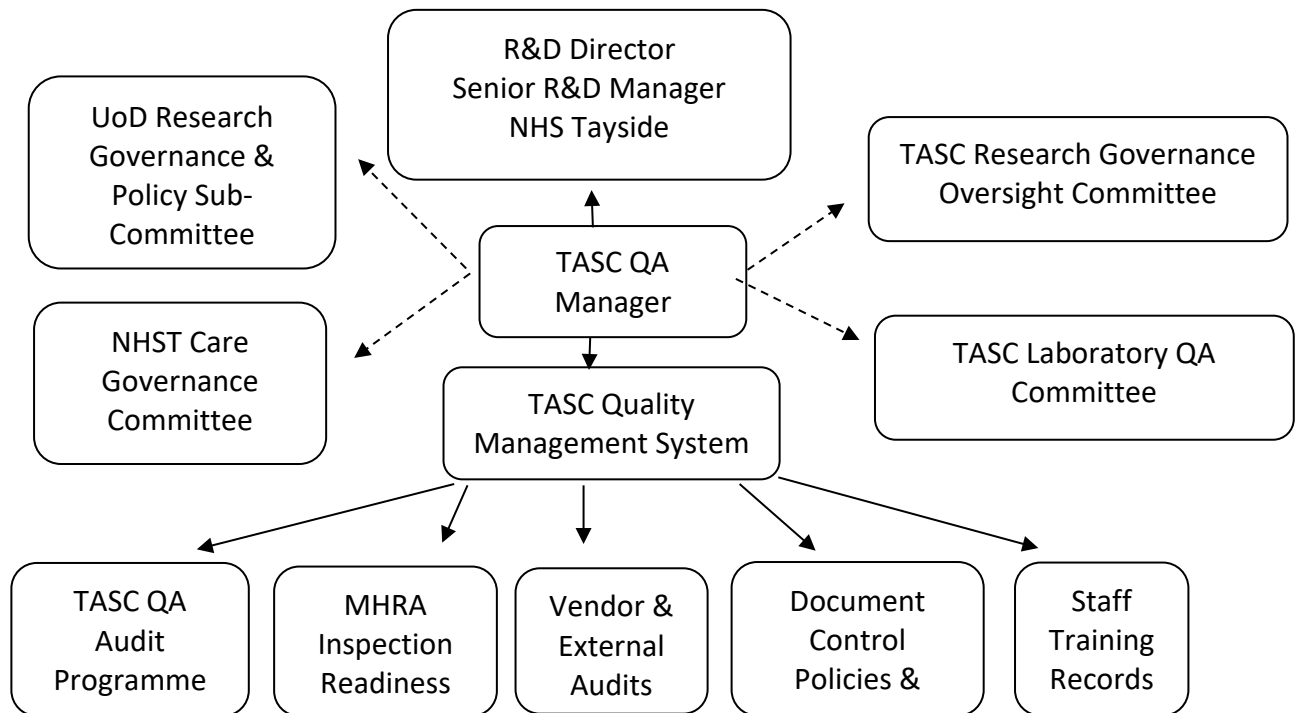 R&D Director
Senior R&D Manager
NHS Tayside
UoD Research
Governance &
Policy Sub-
Committee
TASC Research Governance
Oversight Committee
TASC QA
Manager
NHST Care
Governance
Committee
TASC Laboratory QA
Committee
TASC Quality
Management System
TASC QA
Audit
Programme
MHRA
Inspection
Readiness
Vendor &
External
Audits
Document
Control
Policies &
Staff
Training
Records